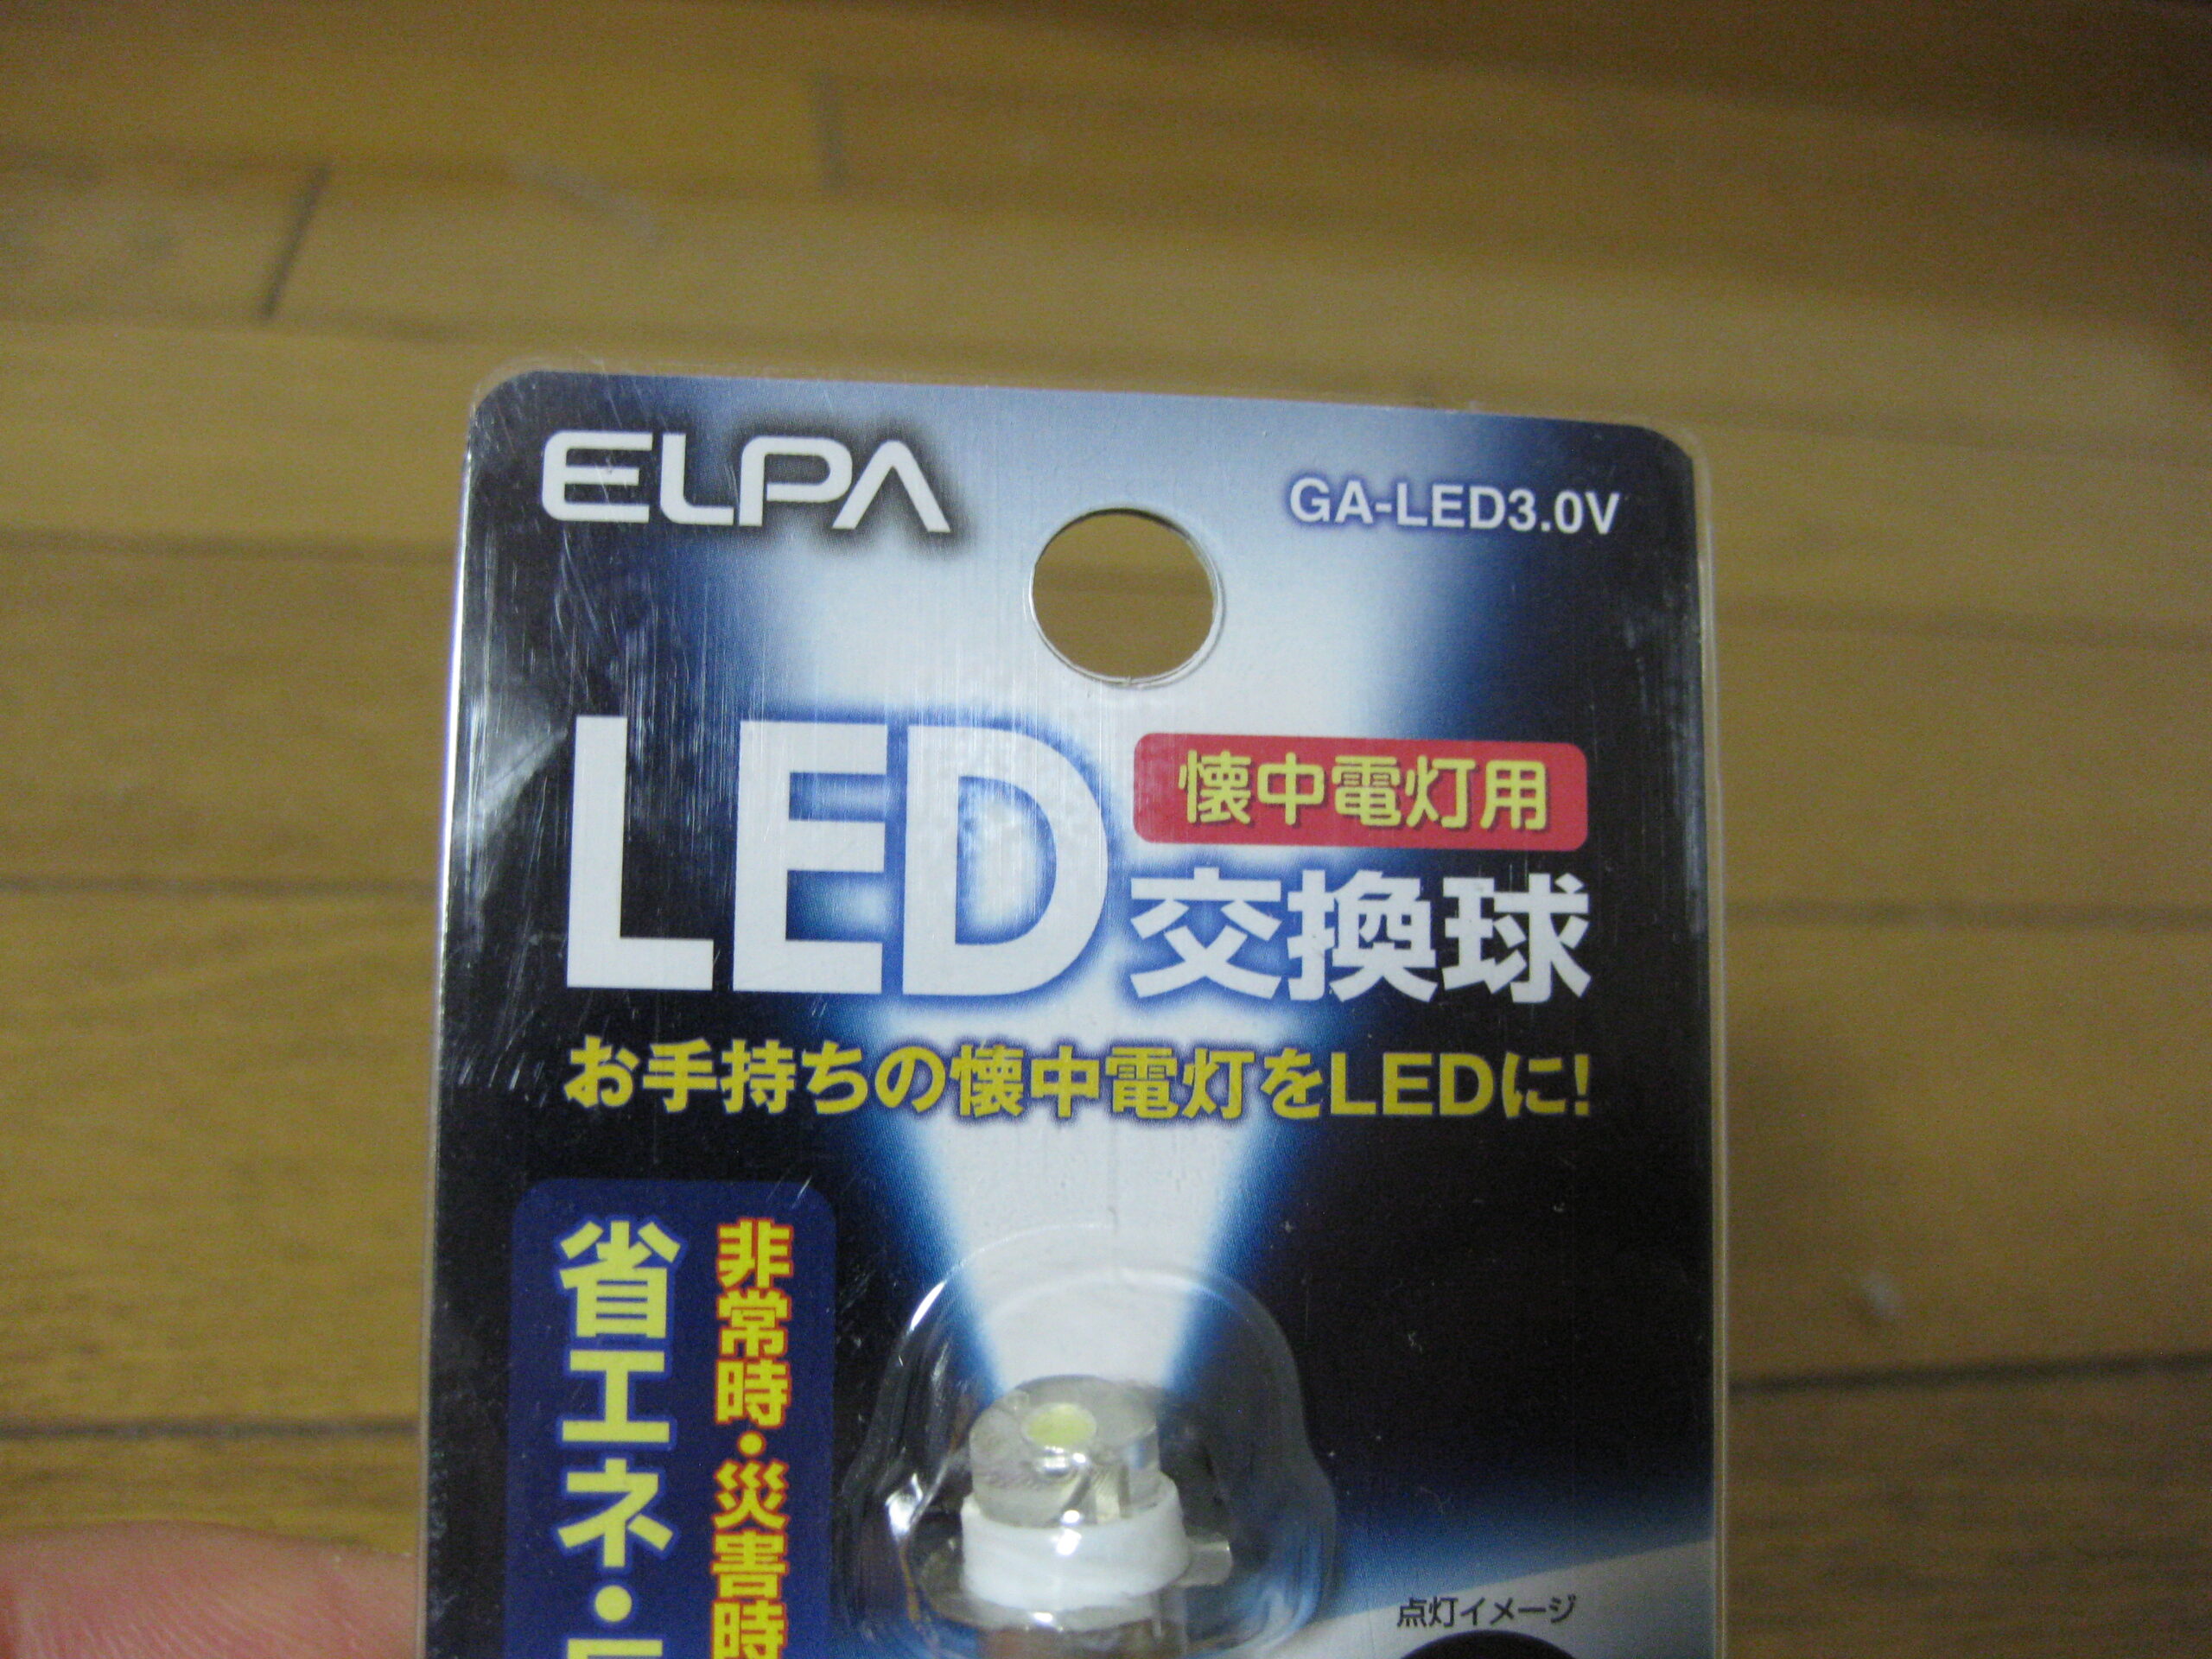 ELPA
GA-LED3.0V
LED
懐中電灯用
交換球
お手持ちの懐中電灯をLEDに!
非常時・災害時
省エネ・
点灯イメージ